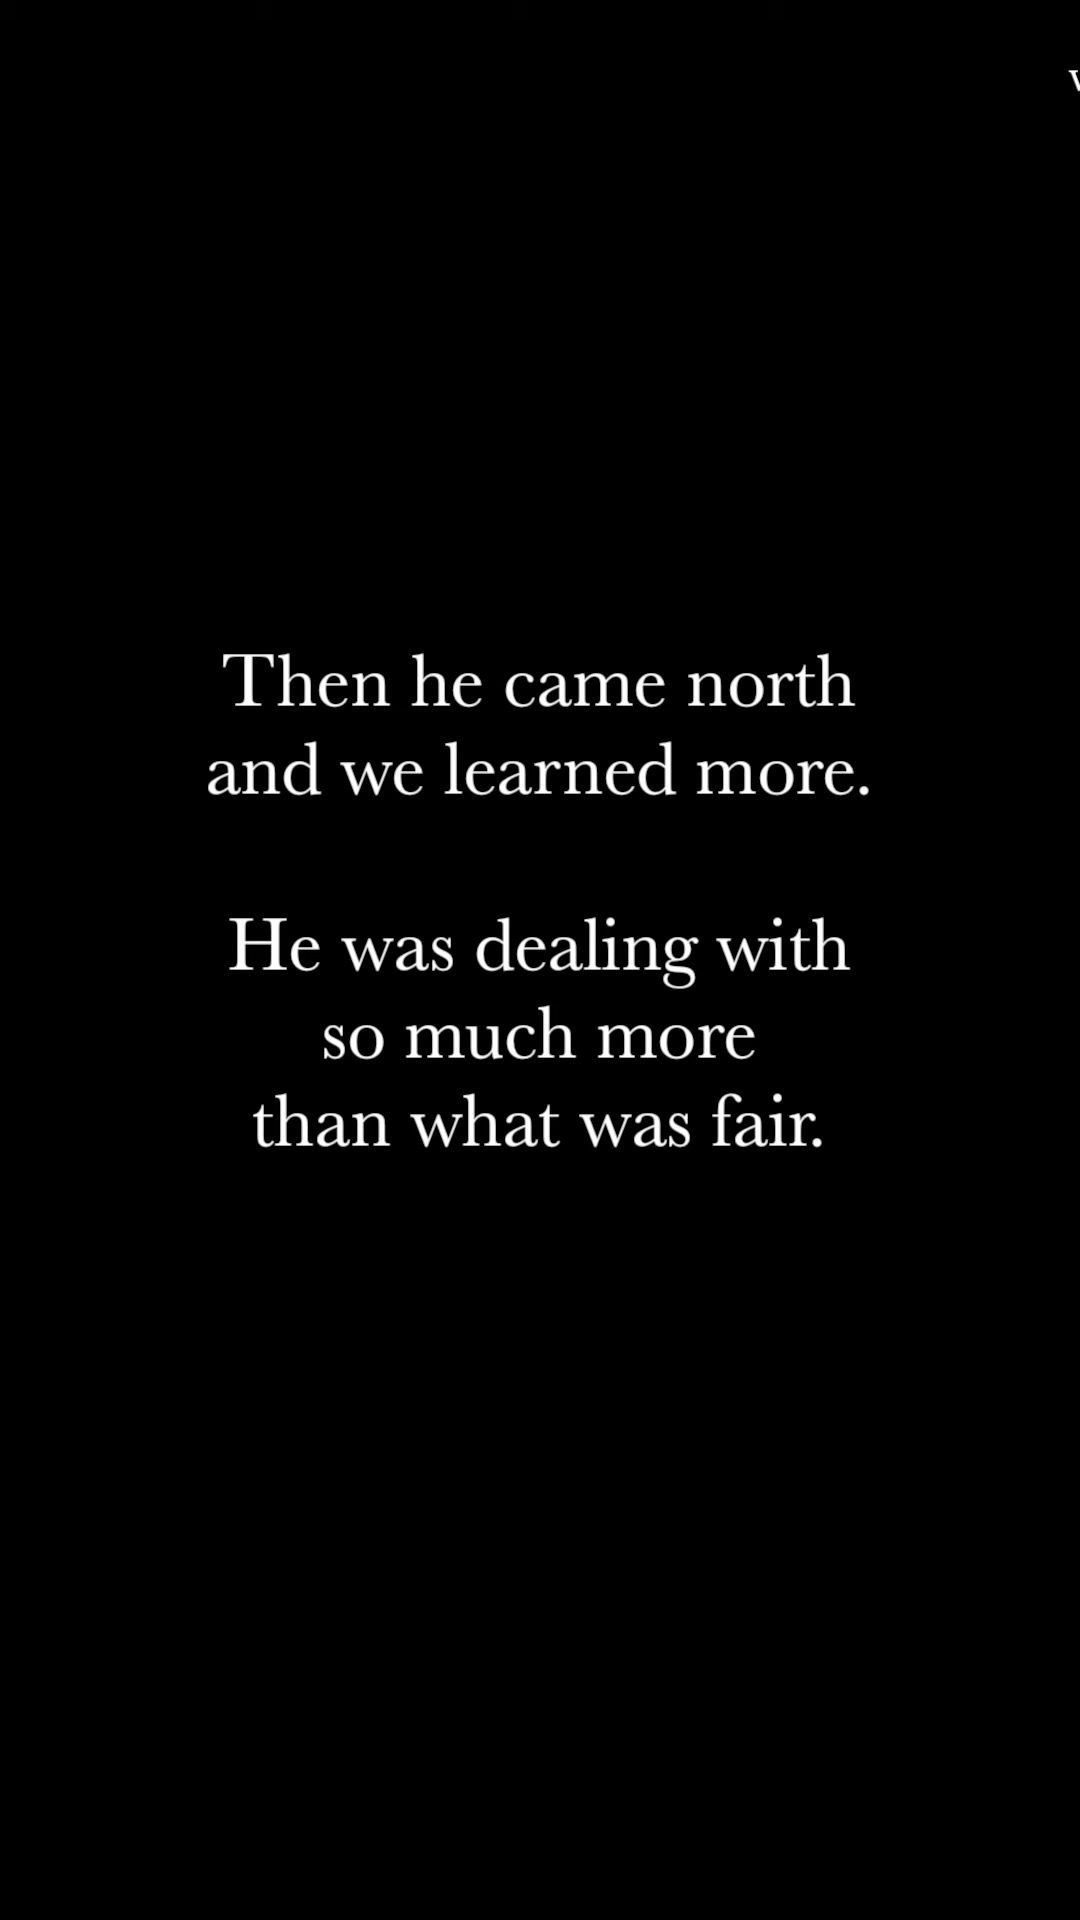 Then he came north
and we learned more.
He was dealing with
so much more
than what was fair.